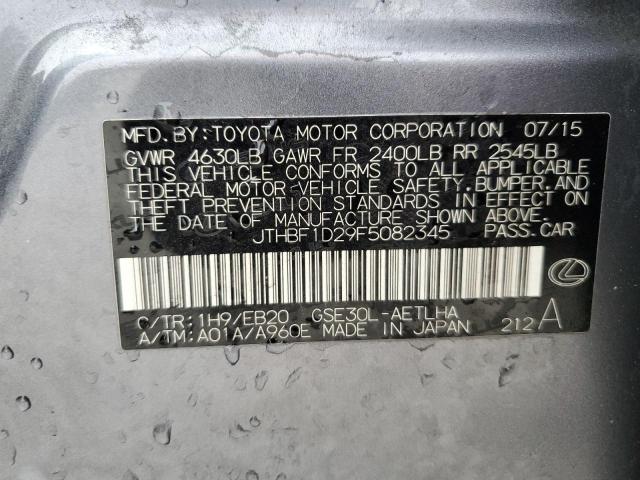 MFD. BY: TOYOTA MOTOR CORPORATION 07/15
GVWR 4630LB GAWR FR 2400LB RR 2545LB
THIS VEHICLE CONFORMS TO ALL APPLICABLE
FEDERAL MOTOR VEHICLE SAFETY, BUMPER, AND
THEFT PREVENTION STANDARDS IN EFFECT ON
THE DATE OF MANUFACTURE SHOWN ABOVE.
JTHBF1D29F5082345 PASS. CAR
C/TR: 1H9/EB20 GSE30L-AETLHA
A/TM: A01A/A960E MADE IN JAPAN 212 A